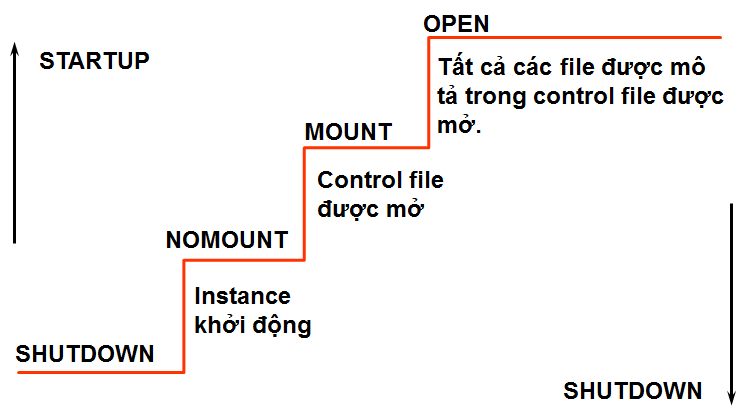 OPEN
STARTUP
Tất cả các file được mô
tả trong control file được
mở.
MOUNT
Control file
được mở
NOMOUNT
Instance
khởi động
SHUTDOWN
SHUTDOWN